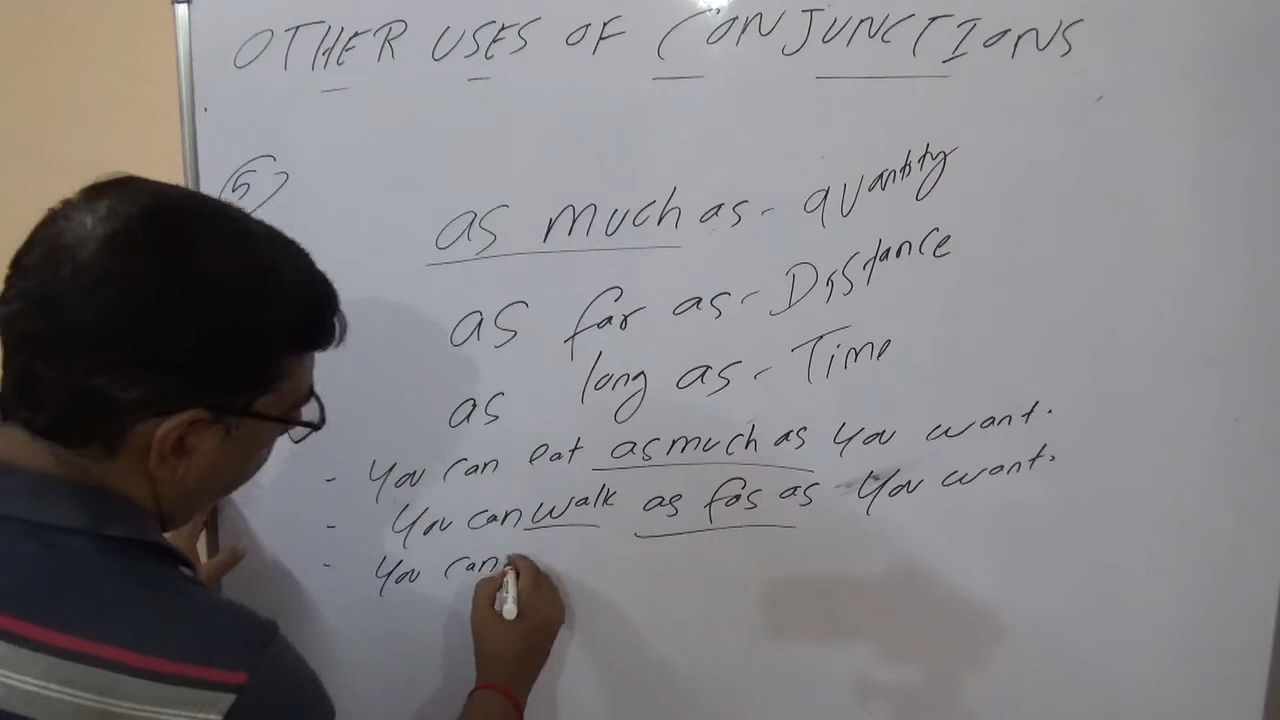 OTHER USES OF CONJUNCTIONS
5
as much as - quantity
as far as - Distance
as long as - Time
- You can eat as much as you want.
- You can walk as fos as you want.
- You can